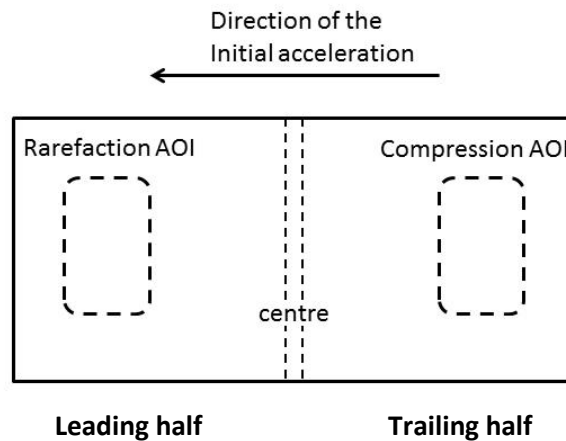 Direction of the
Initial acceleration
Rarefaction AOI
Compression AOI
centre
Leading half
Trailing half